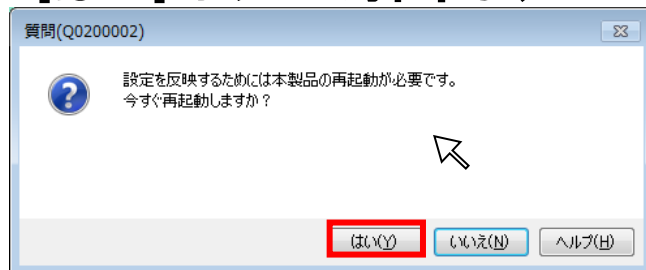 質問(Q0200002)
設定を反映するためには本製品の再起動が必要です。
今すぐ再起動しますか？
はい(Y)
いいえ(N)
ヘルプ(H)